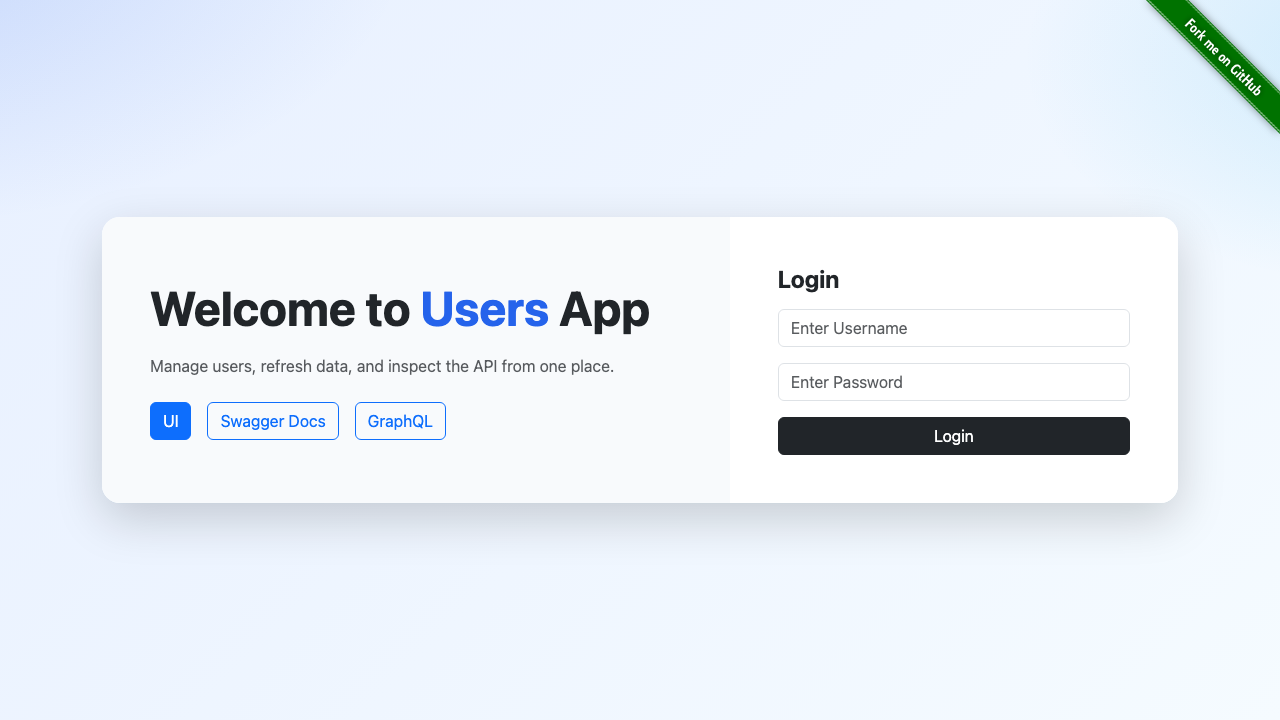 Fork me on GitHub
Welcome to Users App
Manage users, refresh data, and inspect the API from one place.
UI
Swagger Docs
GraphQL
Login
Enter Username
Enter Password
Login